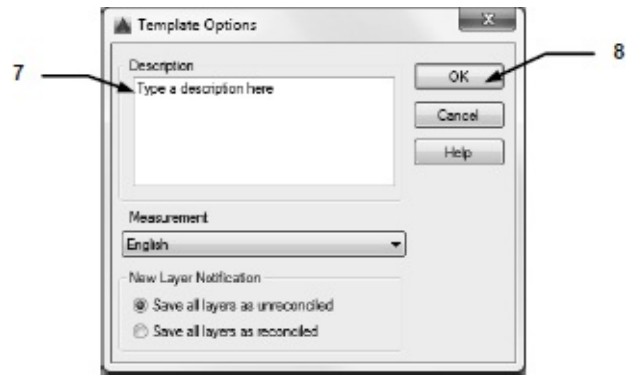 Template Options
X
7
8
Description
Type a description here
OK
Cancel
Help
Measurement
English
New Layer Notification
Save all layers as unreconciled
Save all layers as reconciled